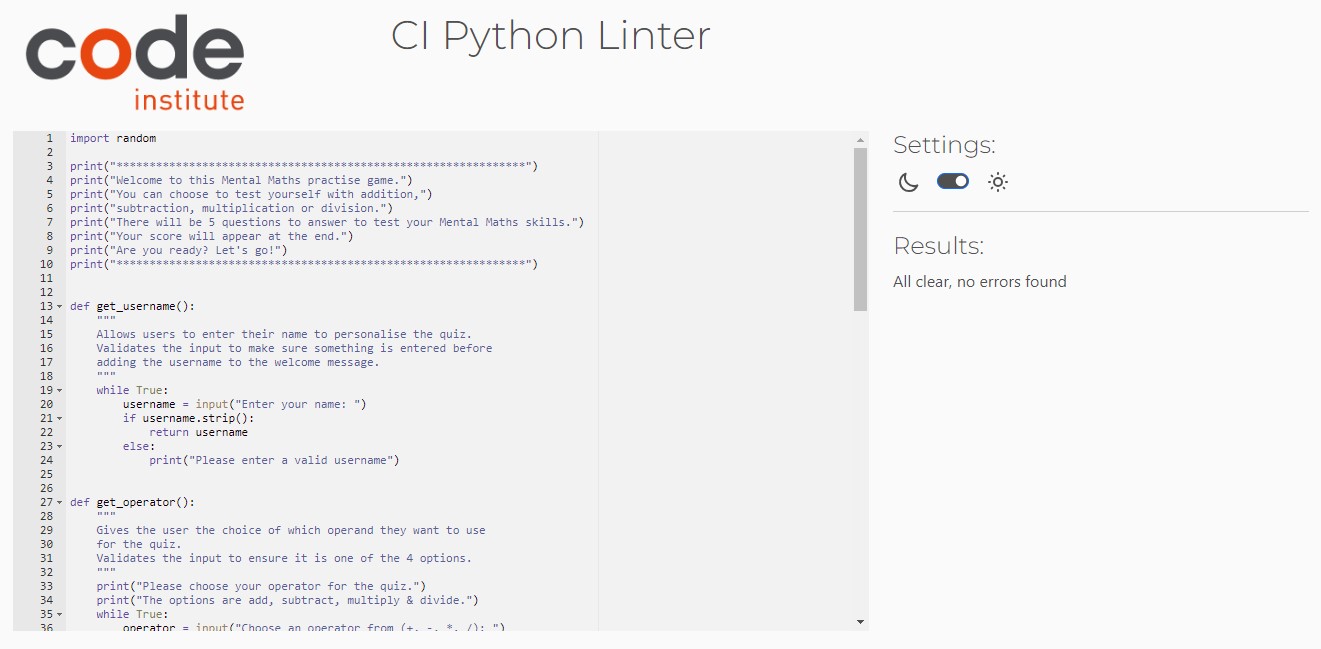 code
institute
CI Python Linter
1 import random
2
3 print("**************************************************************")
4 print("Welcome to this Mental Maths practise game.")
5 print("You can choose to test yourself with addition,")
6 print("subtraction, multiplication or division.")
7 print("There will be 5 questions to answer to test your Mental Maths skills.")
8 print("Your score will appear at the end.")
9 print("Are you ready? Let's go!")
10 print("**************************************************************")
11
12
13 def get_username():
14     """
15     Allows users to enter their name to personalise the quiz.
16     Validates the input to make sure something is entered before
17     adding the username to the welcome message.
18     """
19     while True:
20         username = input("Enter your name: ")
21         if username.strip():
22             return username
23         else:
24             print("Please enter a valid username")
25
26
27 def get_operator():
28     """
29     Gives the user the choice of which operand they want to use
30     for the quiz.
31     Validates the input to ensure it is one of the 4 options.
32     """
33     print("Please choose your operator for the quiz.")
34     print("The options are add, subtract, multiply & divide.")
35     while True:
36         operator = input("Choose an operator from (+, -, *, /): ")
Settings:
Results:
All clear, no errors found